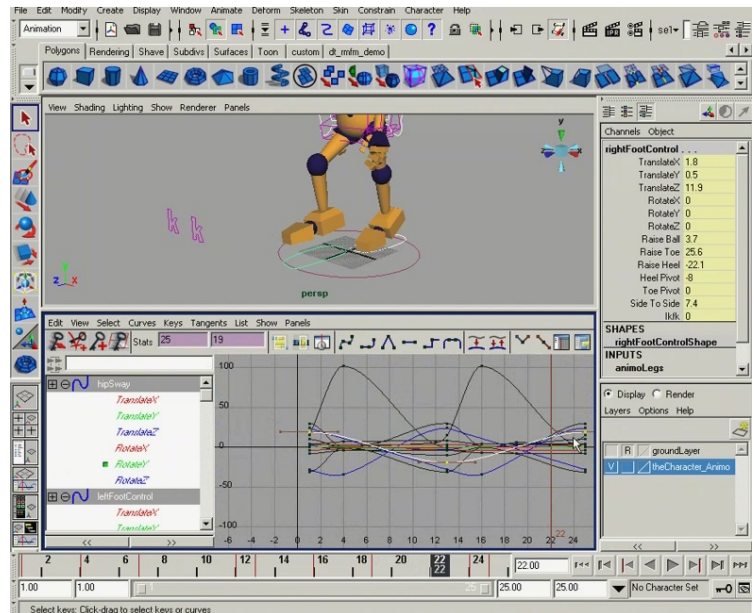 File Edit Modify Create Display Window Animate Deform Skeleton Skin Constrain Character Help
Animation
sel▾
Polygons Rendering Shave Subdivs Surfaces Toon custom dt_mfm_demo
View Shading Lighting Show Renderer Panels
y
z x
persp
Channels Object
rightFootControl . . .
TranslateX 1.8
TranslateY 0.5
TranslateZ 11.9
RotateX 0
RotateY 0
RotateZ 0
Raise Ball 3.7
Raise Toe 25.6
Raise Heel -22.1
Heel Pivot -8
Toe Pivot 0
Side To Side 7.4
Ikfk 0
SHAPES
rightFootControlShape
INPUTS
animoLegs
Edit View Select Curves Keys Tangents List Show Panels
Stats 25 19
hipSway
TranslateX
TranslateY
TranslateZ
RotateX
RotateY
RotateZ
leftFootControl
TranslateX
TranslateY
<< >>
100
50
0
-50
-100
-6 -4 -2 0 2 4 6 8 10 12 14 16 18 20 22 24
22
Display Render
Layers Options Help
R groundLayer
V theCharacter_Animo
<< >>
2 4 6 8 10 12 14 16 18 20 22 24
22
22.00
1.00 1.00 1 25 25.00 25.00 No Character Set
Select keys: Click-drag to select keys or curves